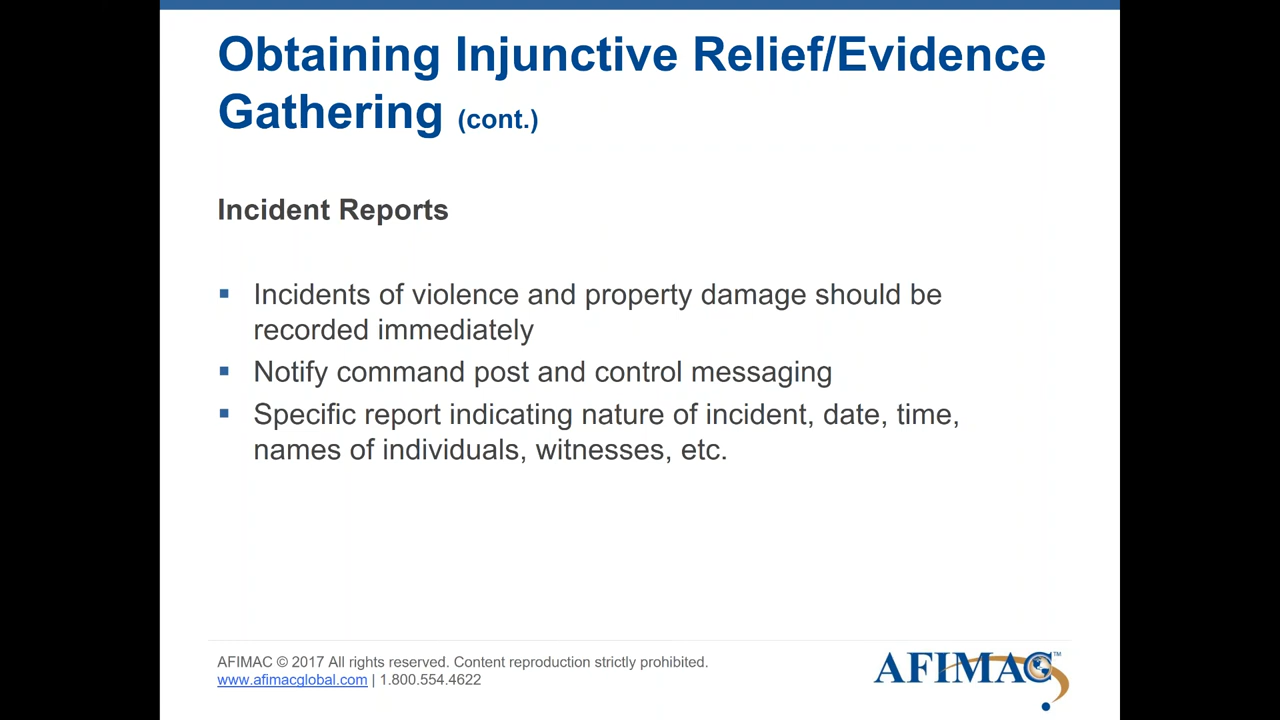 Obtaining Injunctive Relief/Evidence
Gathering (cont.)
Incident Reports
▪ Incidents of violence and property damage should be
recorded immediately
▪ Notify command post and control messaging
▪ Specific report indicating nature of incident, date, time,
names of individuals, witnesses, etc.
AFIMAC © 2017 All rights reserved. Content reproduction strictly prohibited.
www.afimacglobal.com | 1.800.554.4622
AFIMAC™